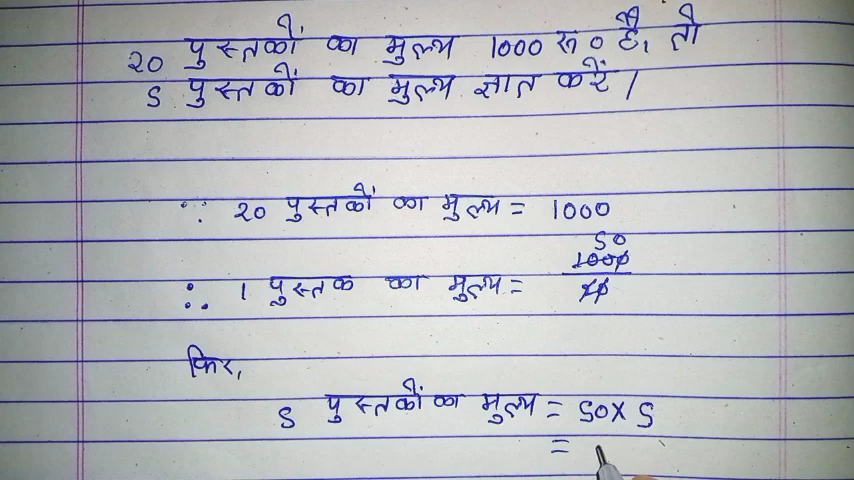 20 पुस्तकों का मुल्य 1000 रू० है, तो
5 पुस्तकों का मुल्य ज्ञात करें।
∵ 20 पुस्तकों का मुल्य = 1000
50
∴ 1 पुस्तक का मुल्य = 1000/20
फिर,
5 पुस्तकों का मुल्य = 50 × 5
=